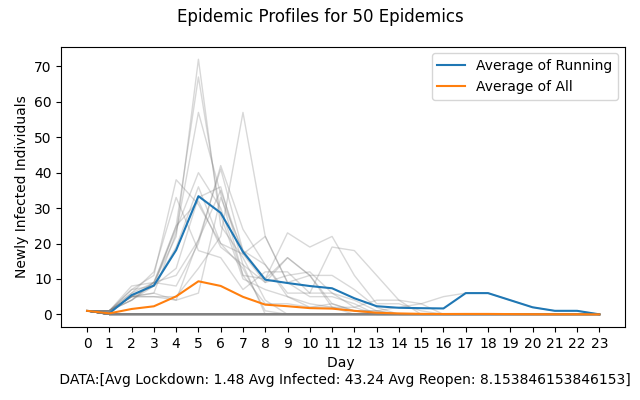 Epidemic Profiles for 50 Epidemics
Average of Running
Average of All
Newly Infected Individuals
70
60
50
40
30
20
10
0
0 1 2 3 4 5 6 7 8 9 10 11 12 13 14 15 16 17 18 19 20 21 22 23
Day
DATA:[Avg Lockdown: 1.48 Avg Infected: 43.24 Avg Reopen: 8.153846153846153]